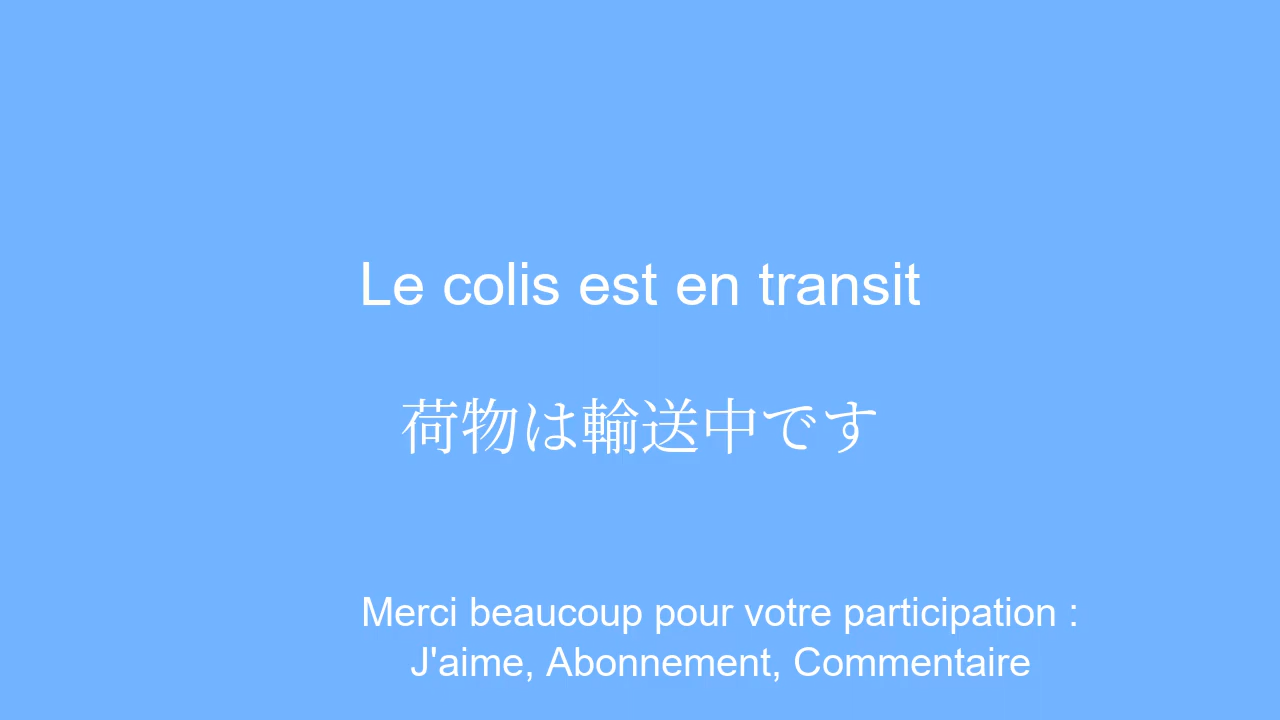 Le colis est en transit
荷物は輸送中です
Merci beaucoup pour votre participation :
J'aime, Abonnement, Commentaire